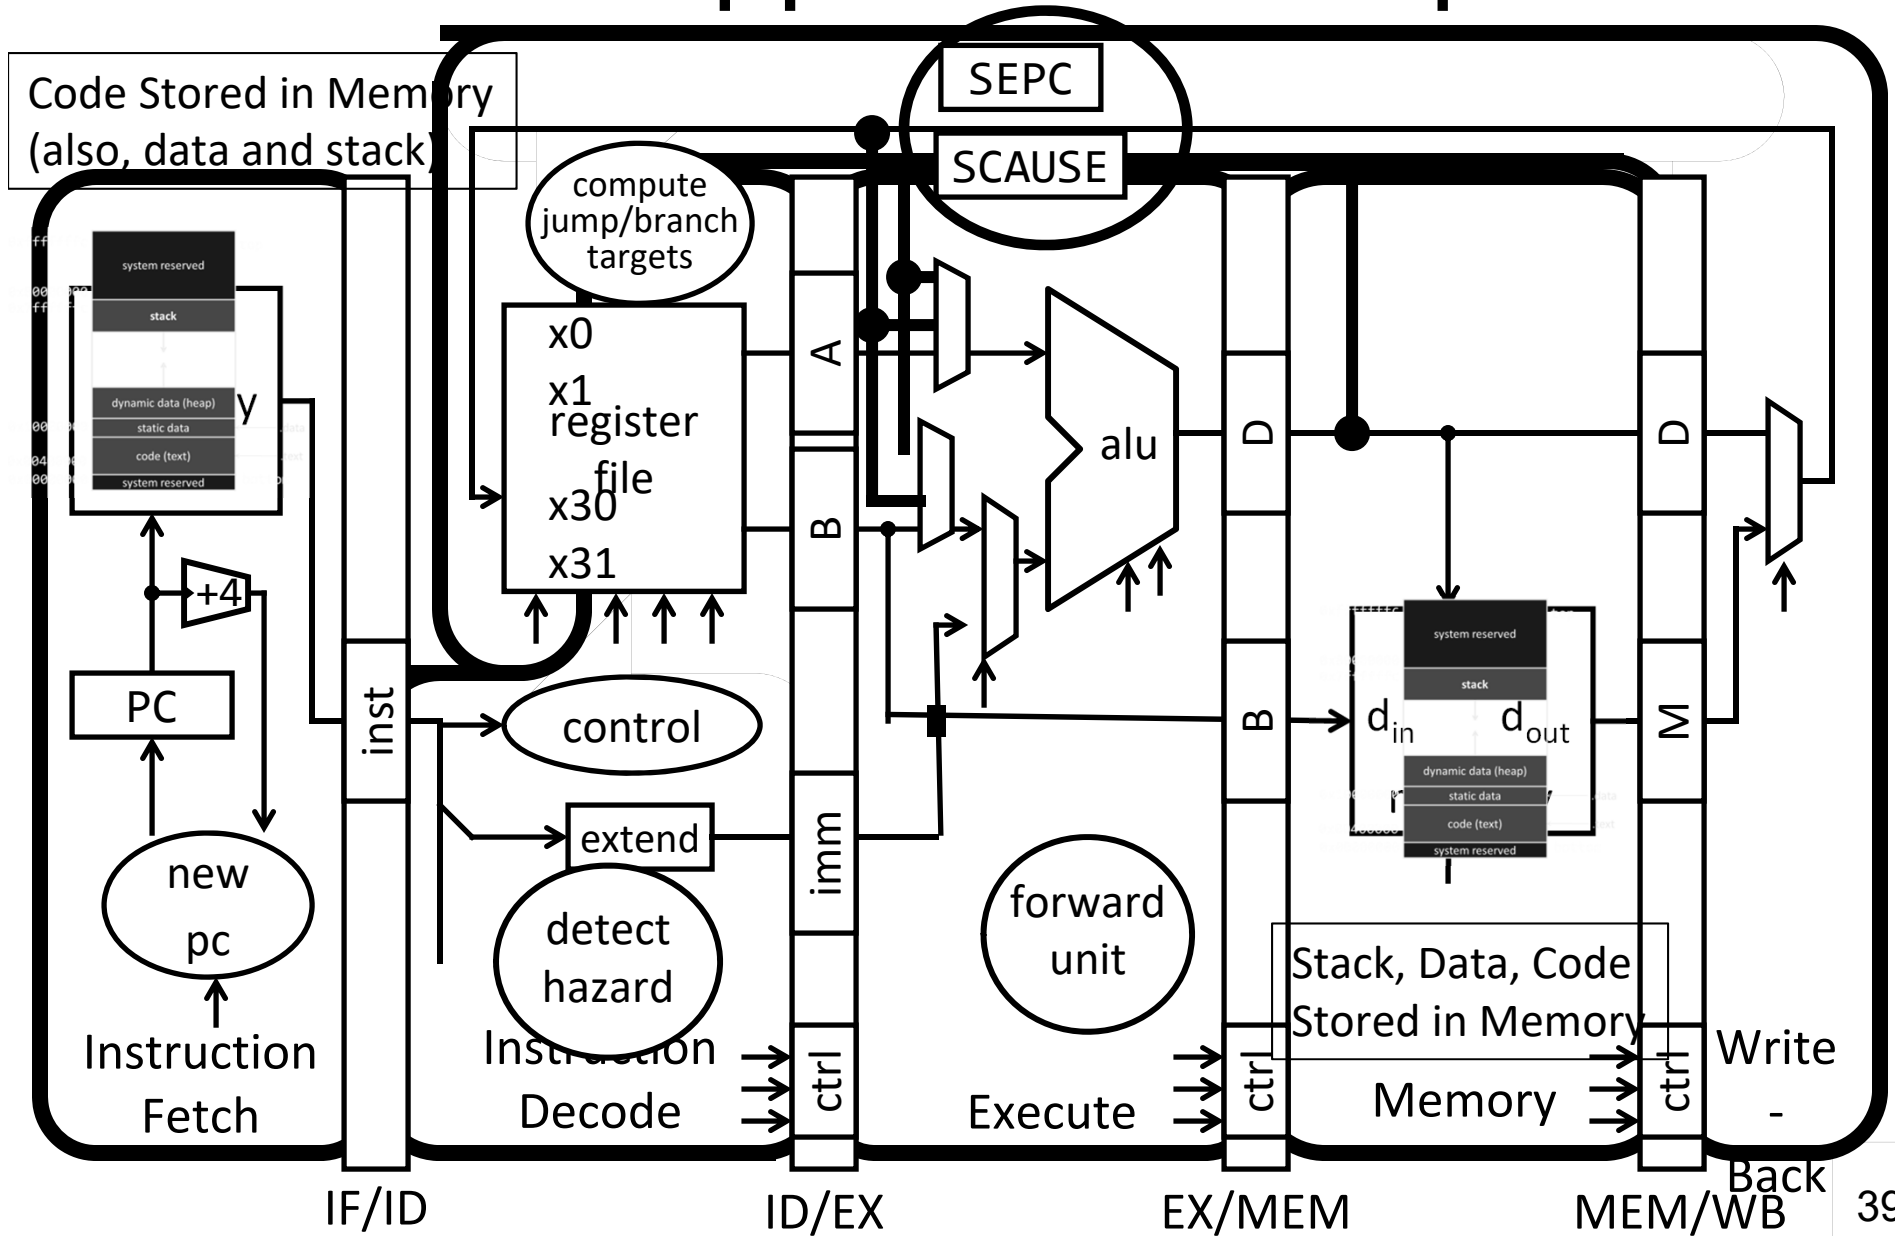 SEPC
Code Stored in Memory
(also, data and stack)
SCAUSE
compute
jump/branch
targets
system reserved
stack
dynamic data (heap)
y
static data
code (text)
system reserved
x0
x1
register
file
x30
x31
A
B
alu
D
D
+4
PC
inst
control
B
M
system reserved
stack
d_in
d_out
dynamic data (heap)
static data
code (text)
system reserved
extend
imm
new
pc
detect
hazard
forward
unit
Stack, Data, Code
Stored in Memory
Instruction
Fetch
Instruction
Decode
ctrl
Execute
ctrl
Memory
ctrl
Write
-
Back
IF/ID
ID/EX
EX/MEM
MEM/WB
39